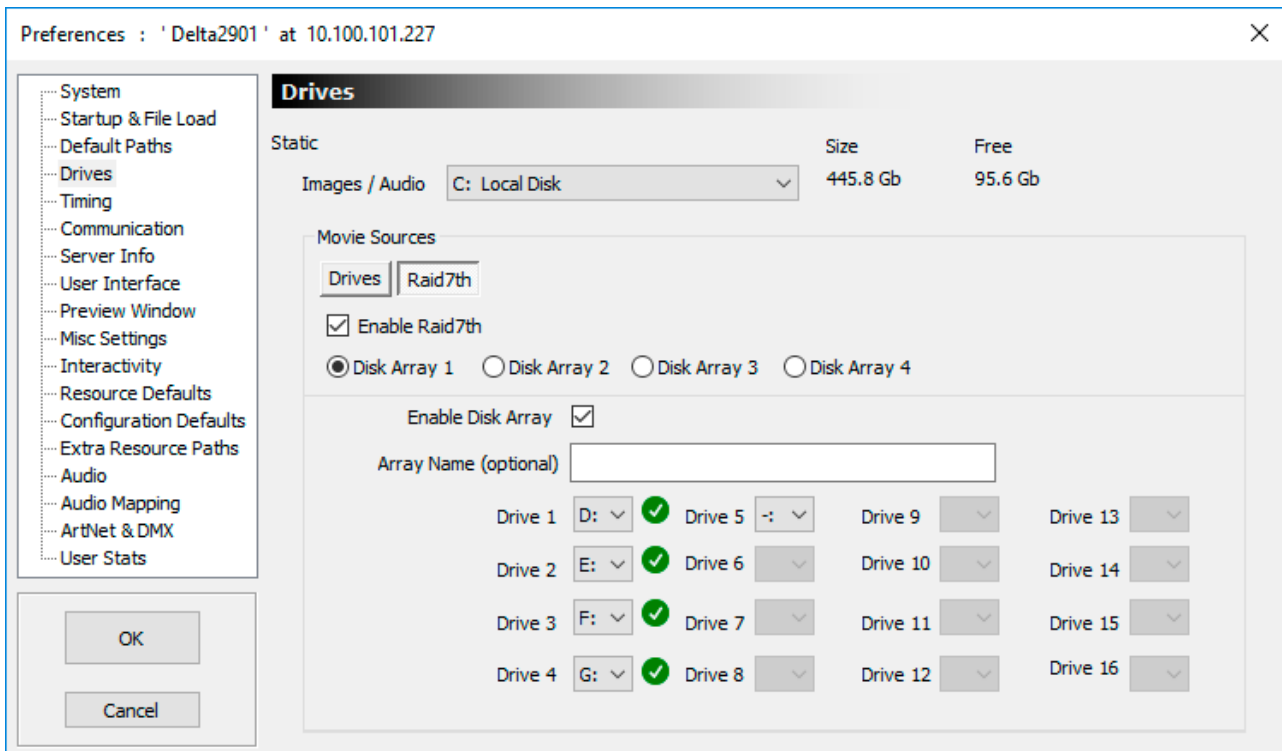 Preferences : 'Delta2901' at 10.100.101.227
System
Startup & File Load
Default Paths
Drives
Timing
Communication
Server Info
User Interface
Preview Window
Misc Settings
Interactivity
Resource Defaults
Configuration Defaults
Extra Resource Paths
Audio
Audio Mapping
ArtNet & DMX
User Stats
OK
Cancel
Drives
Static Size Free
Images / Audio C: Local Disk 445.8 Gb 95.6 Gb
Movie Sources
Drives Raid7th
Enable Raid7th
Disk Array 1 Disk Array 2 Disk Array 3 Disk Array 4
Enable Disk Array
Array Name (optional)
Drive 1 D: Drive 5 -: Drive 9 Drive 13
Drive 2 E: Drive 6 Drive 10 Drive 14
Drive 3 F: Drive 7 Drive 11 Drive 15
Drive 4 G: Drive 8 Drive 12 Drive 16